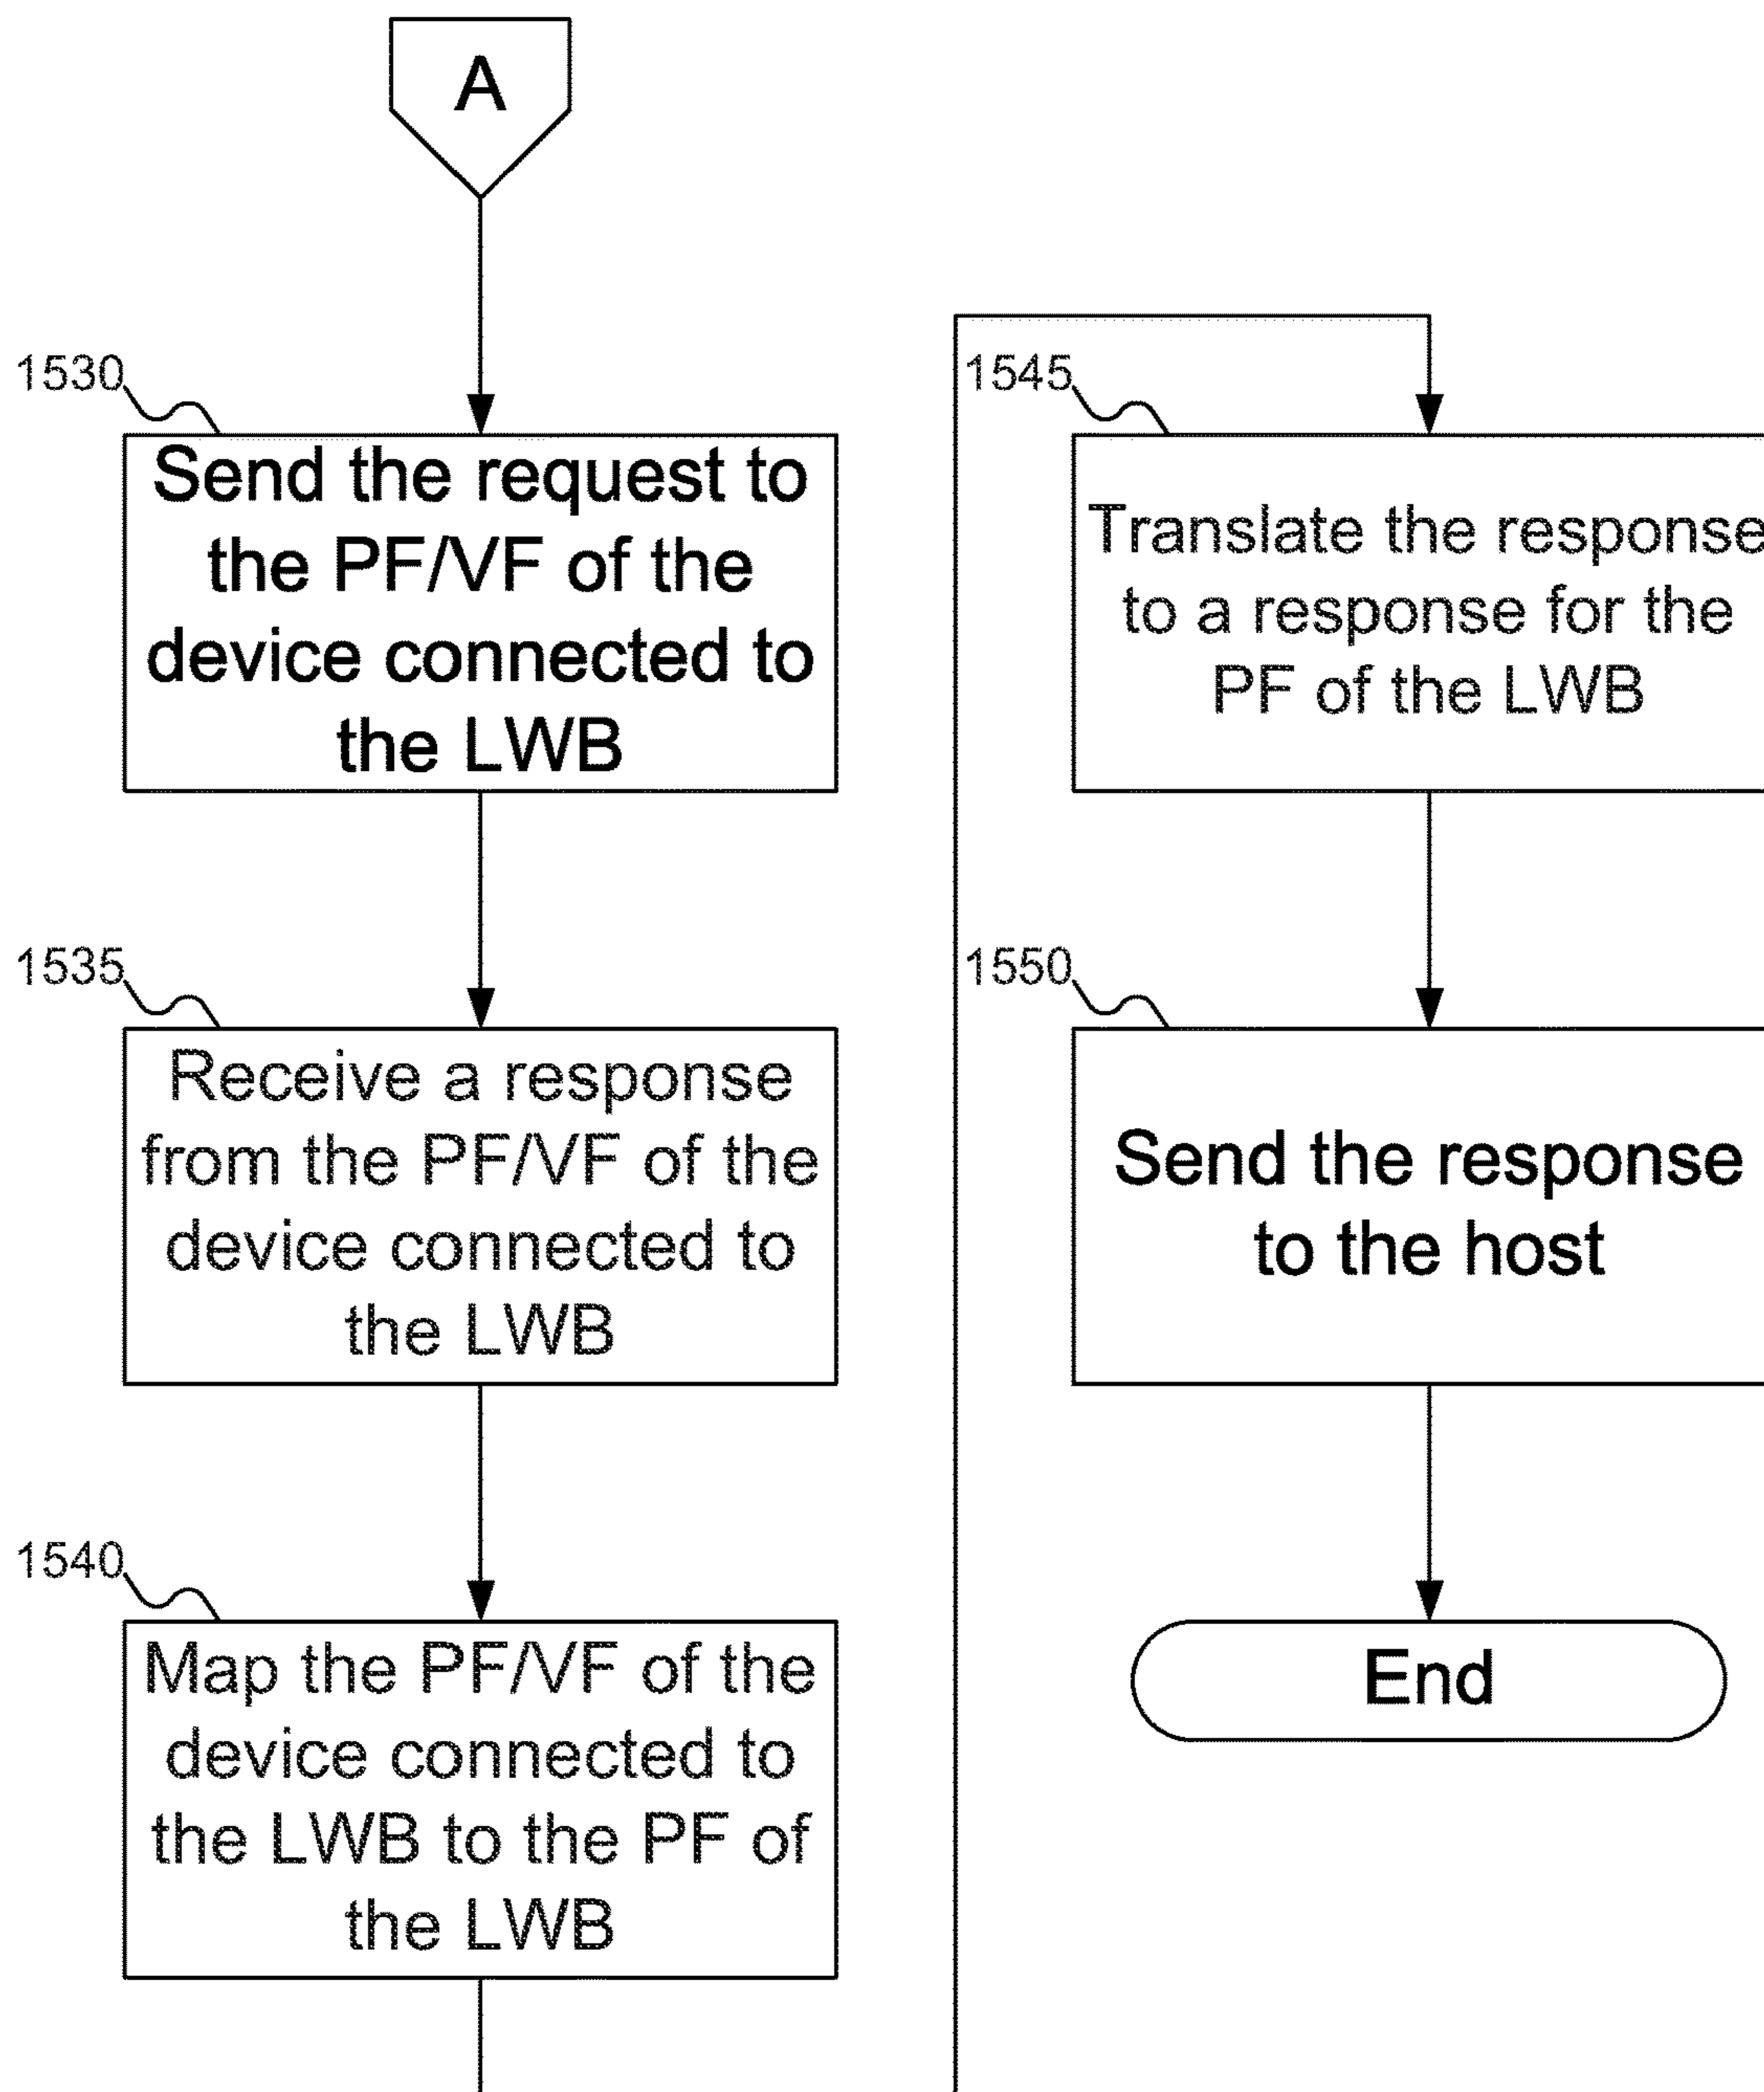 A
1530
Send the request to
the PF/VF of the
device connected to
the LWB
1535
Receive a response
from the PF/VF of the
device connected to
the LWB
1540
Map the PF/VF of the
device connected to
the LWB to the PF of
the LWB
1545
Translate the response
to a response for the
PF of the LWB
1550
Send the response
to the host
End